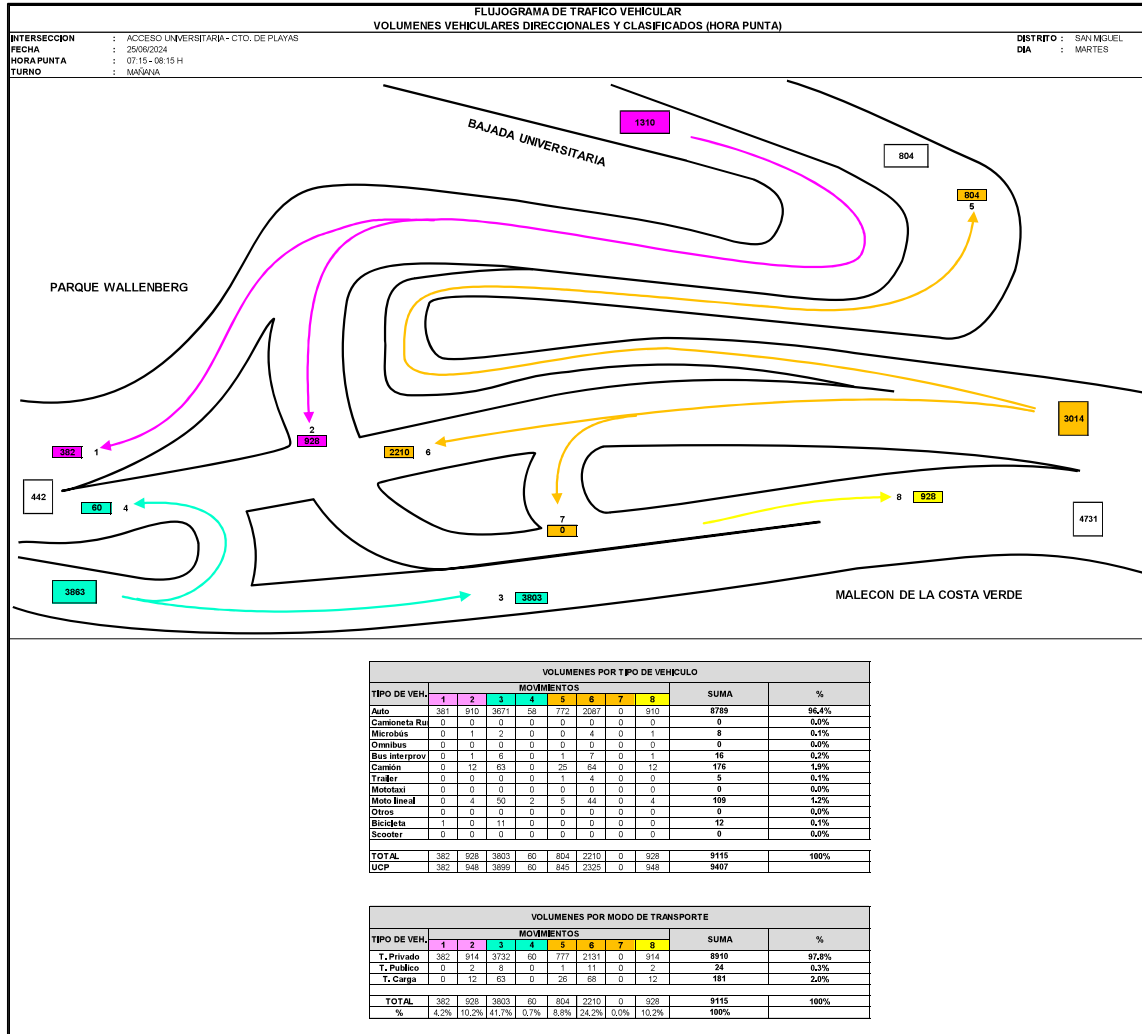 FLUJOGRAMA DE TRAFICO VEHICULAR
VOLUMENES VEHICULARES DIRECCIONALES Y CLASIFICADOS (HORA PUNTA)
INTERSECCION : ACCESO UNIVERSITARIA - CTO. DE PLAYAS DISTRITO : SAN MIGUEL
FECHA : 25/06/2024 DIA : MARTES
HORA PUNTA : 07:15 - 08:15 H
TURNO : MAÑANA
1310
BAJADA UNIVERSITARIA
804
804
5
PARQUE WALLENBERG
3014
2
928
382 1
2210 6
442
60 4
8 928
7
0
4731
3863
3 3803
MALECON DE LA COSTA VERDE
VOLUMENES POR TIPO DE VEHICULO
TIPO DE VEH. MOVIMIENTOS SUMA %
1 2 3 4 5 6 7 8
Auto 381 910 3671 58 772 2087 0 910 8789 96.4%
Camioneta Ru 0 0 0 0 0 0 0 0 0 0.0%
Microbús 0 1 2 0 0 4 0 1 8 0.1%
Omnibus 0 0 0 0 0 0 0 0 0 0.0%
Bus interprov 0 1 6 0 1 7 0 1 16 0.2%
Camión 0 12 63 0 25 64 0 12 176 1.9%
Trailer 0 0 0 0 1 4 0 0 5 0.1%
Mototaxi 0 0 0 0 0 0 0 0 0 0.0%
Moto lineal 0 4 50 2 5 44 0 4 109 1.2%
Otros 0 0 0 0 0 0 0 0 0 0.0%
Bicicleta 1 0 11 0 0 0 0 0 12 0.1%
Scooter 0 0 0 0 0 0 0 0 0 0.0%
TOTAL 382 928 3803 60 804 2210 0 928 9115 100%
UCP 382 948 3899 60 845 2325 0 948 9407
VOLUMENES POR MODO DE TRANSPORTE
TIPO DE VEH. MOVIMIENTOS SUMA %
1 2 3 4 5 6 7 8
T. Privado 382 914 3732 60 777 2131 0 914 8910 97.8%
T. Publico 0 2 8 0 1 11 0 2 24 0.3%
T. Carga 0 12 63 0 26 68 0 12 181 2.0%
TOTAL 382 928 3803 60 804 2210 0 928 9115 100%
% 4.2% 10.2% 41.7% 0.7% 8.8% 24.2% 0.0% 10.2% 100%